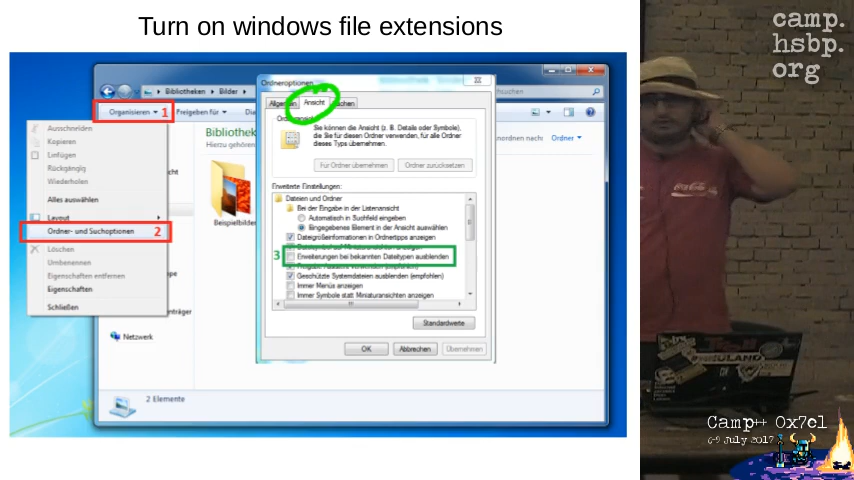 Turn on windows file extensions
camp.
hsbp.
org
Bibliotheken
Bilder
Ordneroptionen
Organisieren
1
Freigeben für
Allgemein
Ansicht
Suchen
Ausschneiden
Kopieren
Einfügen
Rückgängig
Wiederholen
Alles auswählen
Layout
Ordner- und Suchoptionen
2
Löschen
Umbenennen
Eigenschaften entfernen
Eigenschaften
Schließen
Netzwerk
2 Elemente
Bibliothek
Hierzu gehören
Beispielbilder
Sie können die Ansicht (z. B. Details oder Symbole),
die Sie für diesen Ordner verwenden, für alle Ordner
dieses Typs übernehmen.
Für Ordner übernehmen
Ordner zurücksetzen
Erweiterte Einstellungen:
Dateien und Ordner
Bei der Eingabe in der Listenansicht
Automatisch in Suchfeld eingeben
Eingegebenes Element in der Ansicht auswählen
Dateigrößeinformationen in Ordnertipps anzeigen
3
Erweiterungen bei bekannten Dateitypen ausblenden
Geschützte Systemdateien ausblenden (empfohlen)
Immer Menüs anzeigen
Immer Symbole statt Miniaturansichten anzeigen
Standardwerte
OK
Abbrechen
Übernehmen
Ordner
Coca-Cola
Camp++ 0x7e1
6-9 July 2017